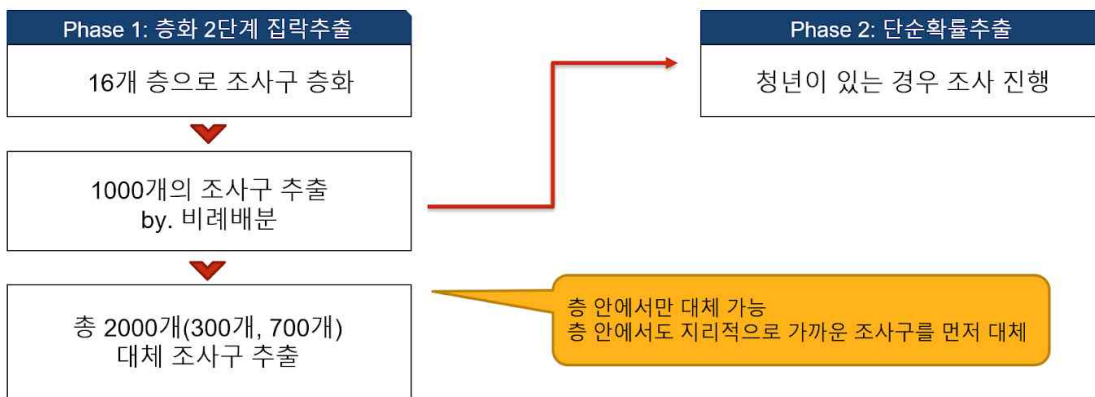 Phase 1: 층화 2단계 집락추출
16개 층으로 조사구 층화
1000개의 조사구 추출
by. 비례배분
총 2000개(300개, 700개)
대체 조사구 추출
Phase 2: 단순확률추출
청년이 있는 경우 조사 진행
층 안에서만 대체 가능
층 안에서도 지리적으로 가까운 조사구를 먼저 대체